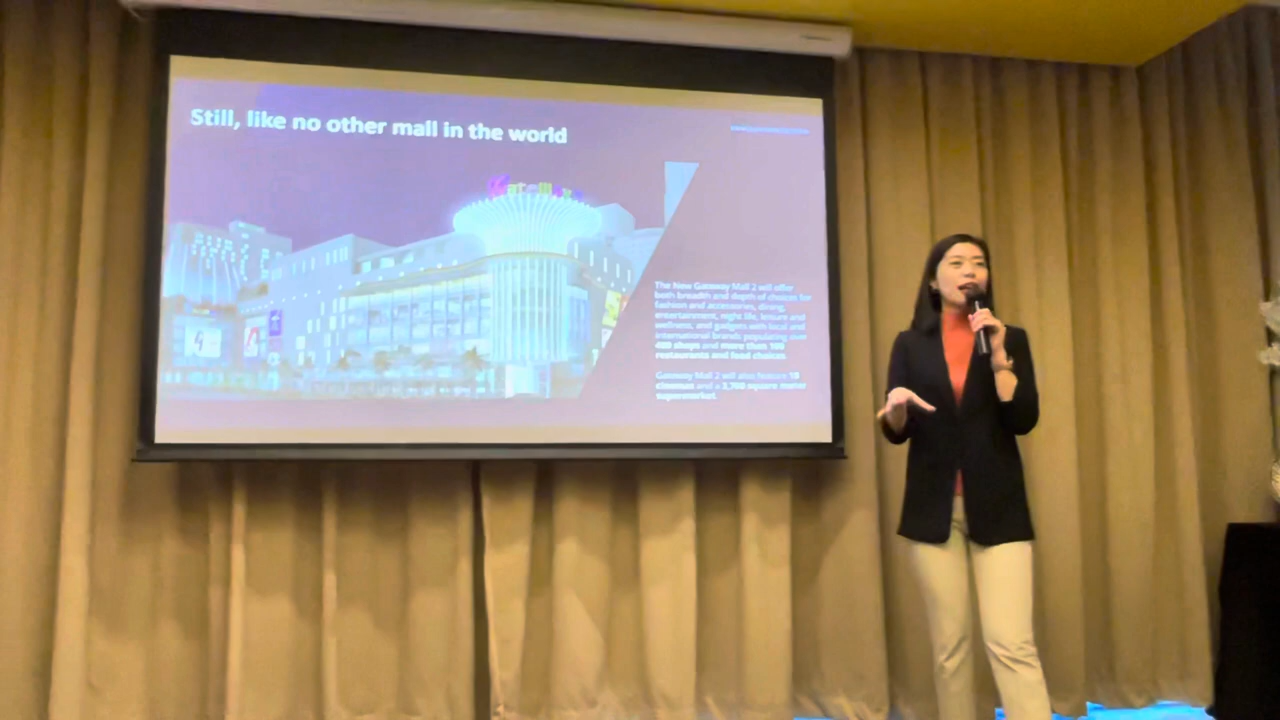 Still, like no other mall in the world
The New Gateway Mall 2 will offer
both breadth and depth of choices for
fashion and accessories, dining,
entertainment, night life, leisure and
wellness, and gadgets with local and
international brands populating over
400 shops and more than 100
restaurants and food choices
Gateway Mall 2 will also feature 18
cinemas and a 3,700 square meter
supermarket.